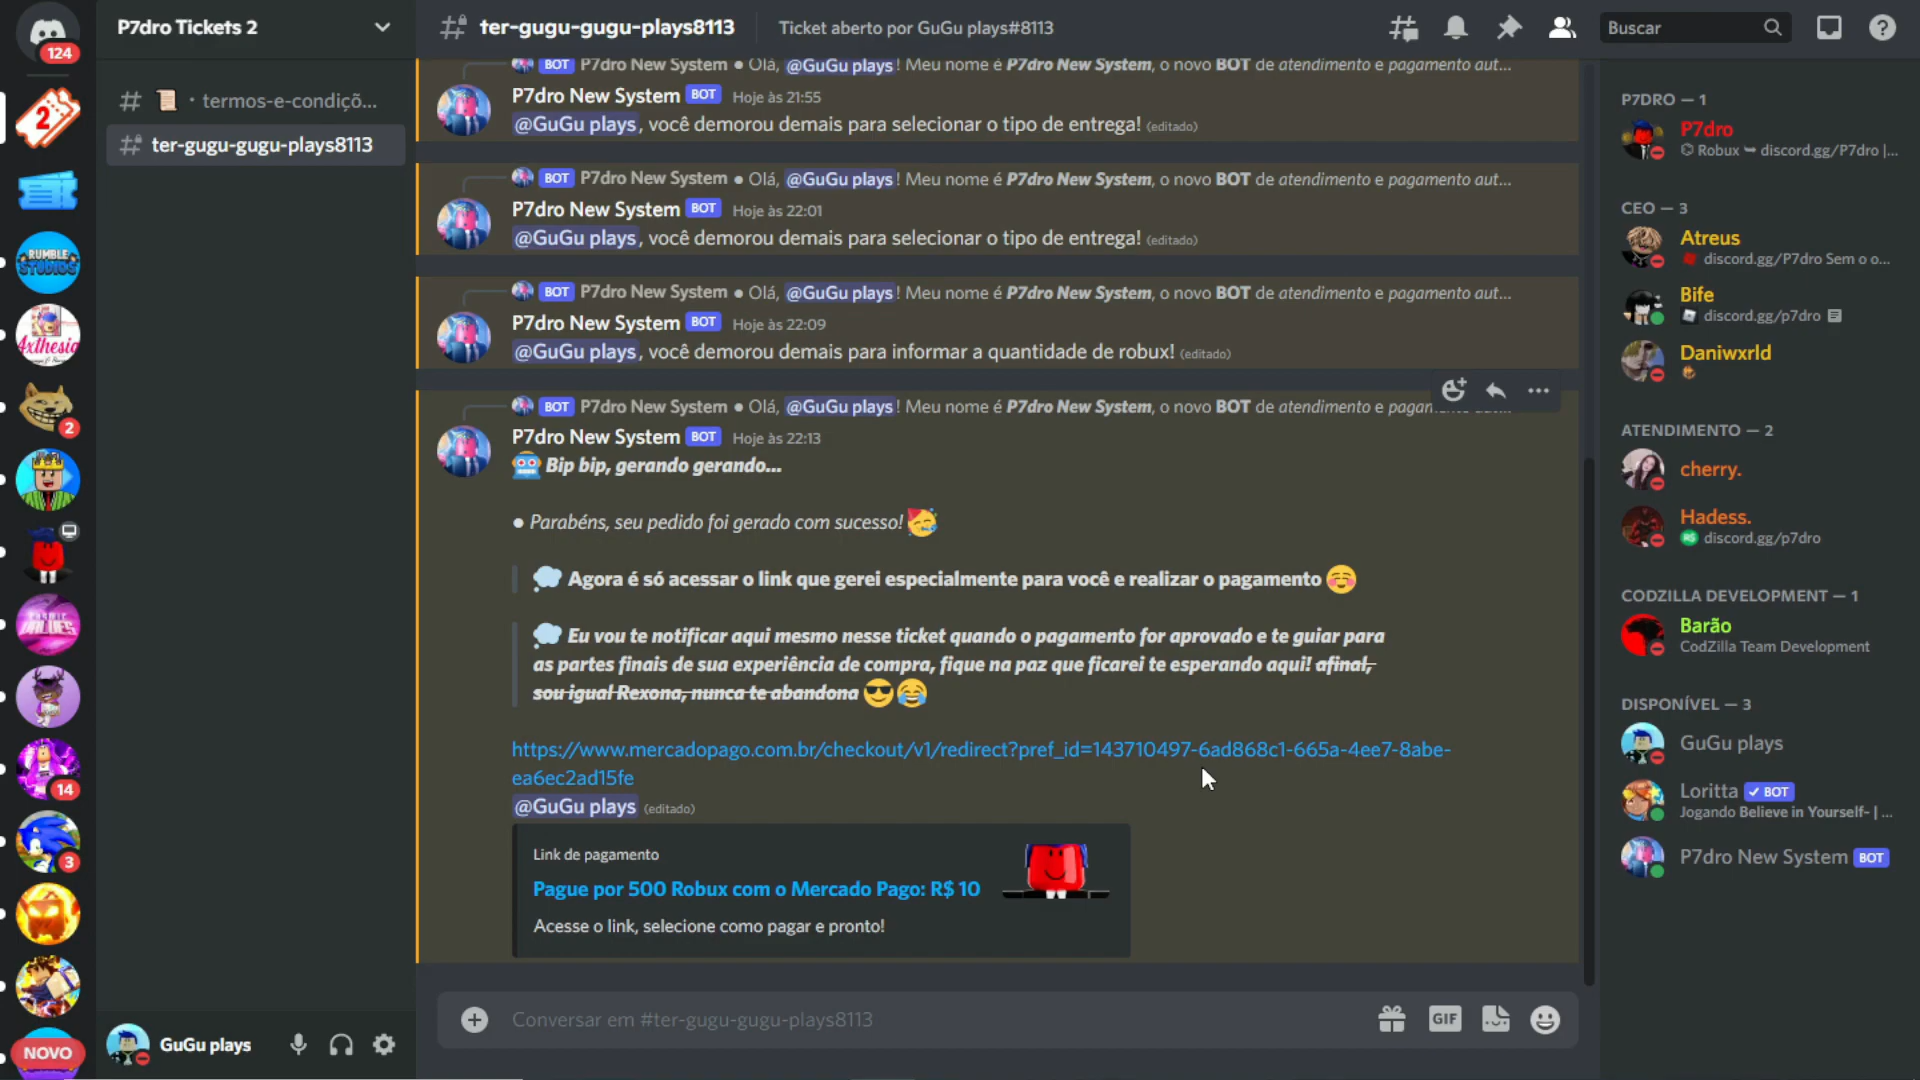 124
2
RUMBLE STUDIOS
Axthesia
2
14
3
NOVO
P7dro Tickets 2
📜・termos-e-condiçõ...
ter-gugu-gugu-plays8113
GuGu plays
ter-gugu-gugu-plays8113
Ticket aberto por GuGu plays#8113
Buscar
BOT P7dro New System ● Olá, @GuGu plays! Meu nome é P7dro New System, o novo BOT de atendimento e pagamento aut...
P7dro New System BOT Hoje às 21:55
@GuGu plays, você demorou demais para selecionar o tipo de entrega! (editado)
BOT P7dro New System ● Olá, @GuGu plays! Meu nome é P7dro New System, o novo BOT de atendimento e pagamento aut...
P7dro New System BOT Hoje às 22:01
@GuGu plays, você demorou demais para selecionar o tipo de entrega! (editado)
BOT P7dro New System ● Olá, @GuGu plays! Meu nome é P7dro New System, o novo BOT de atendimento e pagamento aut...
P7dro New System BOT Hoje às 22:09
@GuGu plays, você demorou demais para informar a quantidade de robux! (editado)
BOT P7dro New System ● Olá, @GuGu plays! Meu nome é P7dro New System, o novo BOT de atendimento e
P7dro New System BOT Hoje às 22:13
🤖 Bip bip, gerando gerando...
● Parabéns, seu pedido foi gerado com sucesso! 🥳
💭 Agora é só acessar o link que gerei especialmente para você e realizar o pagamento ☺️
💭 Eu vou te notificar aqui mesmo nesse ticket quando o pagamento for aprovado e te guiar para
as partes finais de sua experiência de compra, fique na paz que ficarei te esperando aqui! afinal,
sou igual Rexona, nunca te abandona 😎😂
https://www.mercadopago.com.br/checkout/v1/redirect?pref_id=143710497-6ad868c1-665a-4ee7-8abe-
ea6ec2ad15fe
@GuGu plays (editado)
Link de pagamento
Pague por 500 Robux com o Mercado Pago: R$ 10
Acesse o link, selecione como pagar e pronto!
Conversar em #ter-gugu-gugu-plays8113
GIF
P7DRO — 1
P7dro
Robux ➥ discord.gg/P7dro |...
CEO — 3
Atreus
discord.gg/P7dro Sem o o...
Bife
discord.gg/p7dro
Daniwxrld
ATENDIMENTO — 2
cherry.
Hadess.
discord.gg/p7dro
CODZILLA DEVELOPMENT — 1
Barão
CodZilla Team Development
DISPONÍVEL — 3
GuGu plays
Loritta ✓ BOT
Jogando Believe in Yourself- | ...
P7dro New System BOT